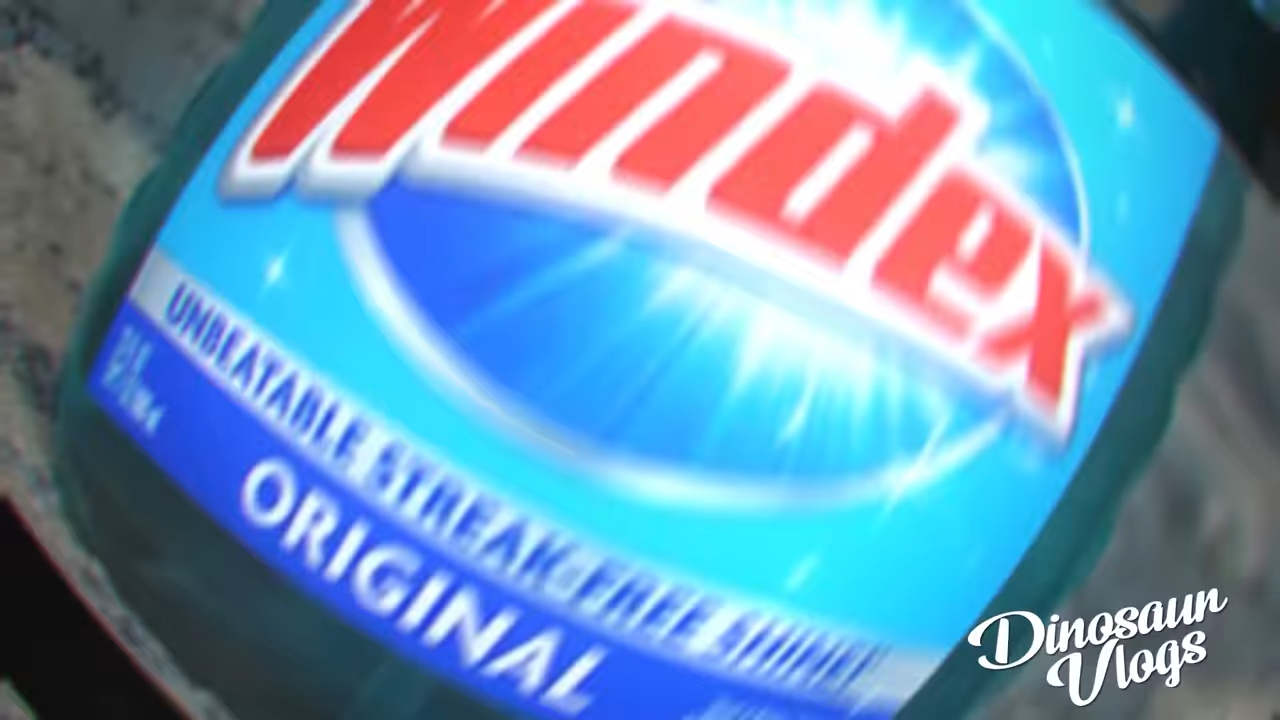 Windex
UNBEATABLE STREAK-FREE SHINE!
ORIGINAL
Dinosaur
Vlogs